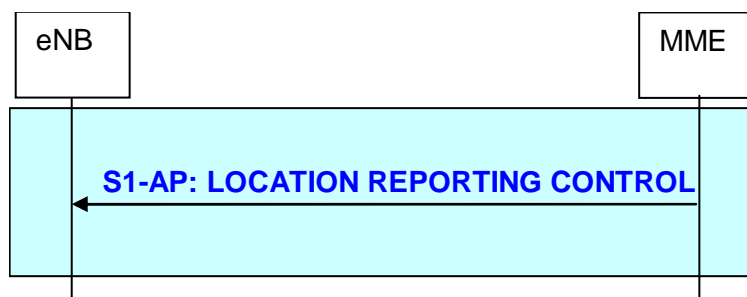 eNB
MME
S1-AP: LOCATION REPORTING CONTROL